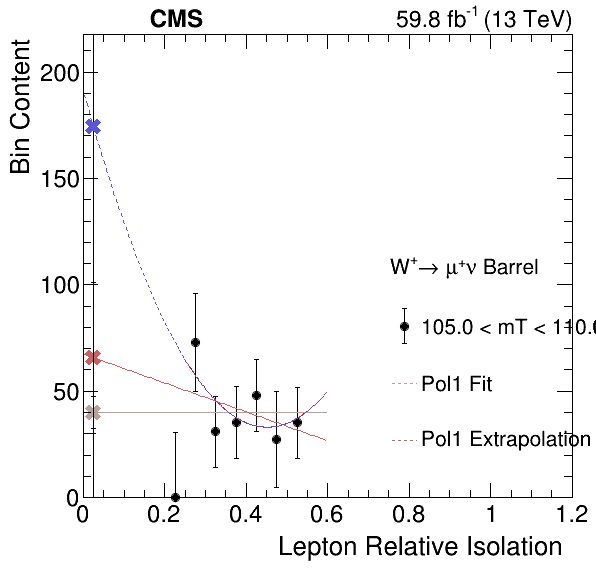 CMS
59.8 fb⁻¹ (13 TeV)
Bin Content
200
150
100
50
0
W⁺→ μ⁺ν Barrel
105.0 < mT < 110.0
Pol1 Fit
Pol1 Extrapolation
0 0.2 0.4 0.6 0.8 1 1.2
Lepton Relative Isolation